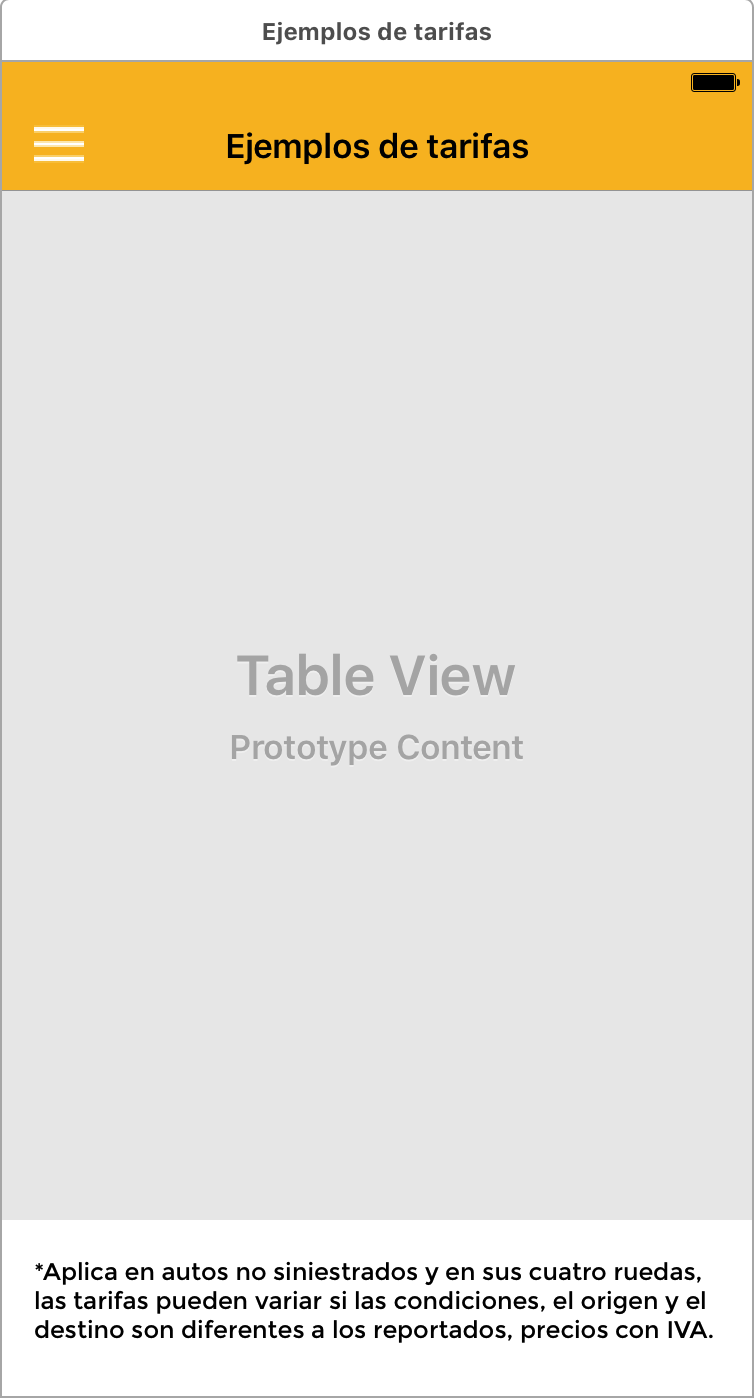 Ejemplos de tarifas
Ejemplos de tarifas
Table View
Prototype Content
*Aplica en autos no siniestrados y en sus cuatro ruedas,
las tarifas pueden variar si las condiciones, el origen y el
destino son diferentes a los reportados, precios con IVA.